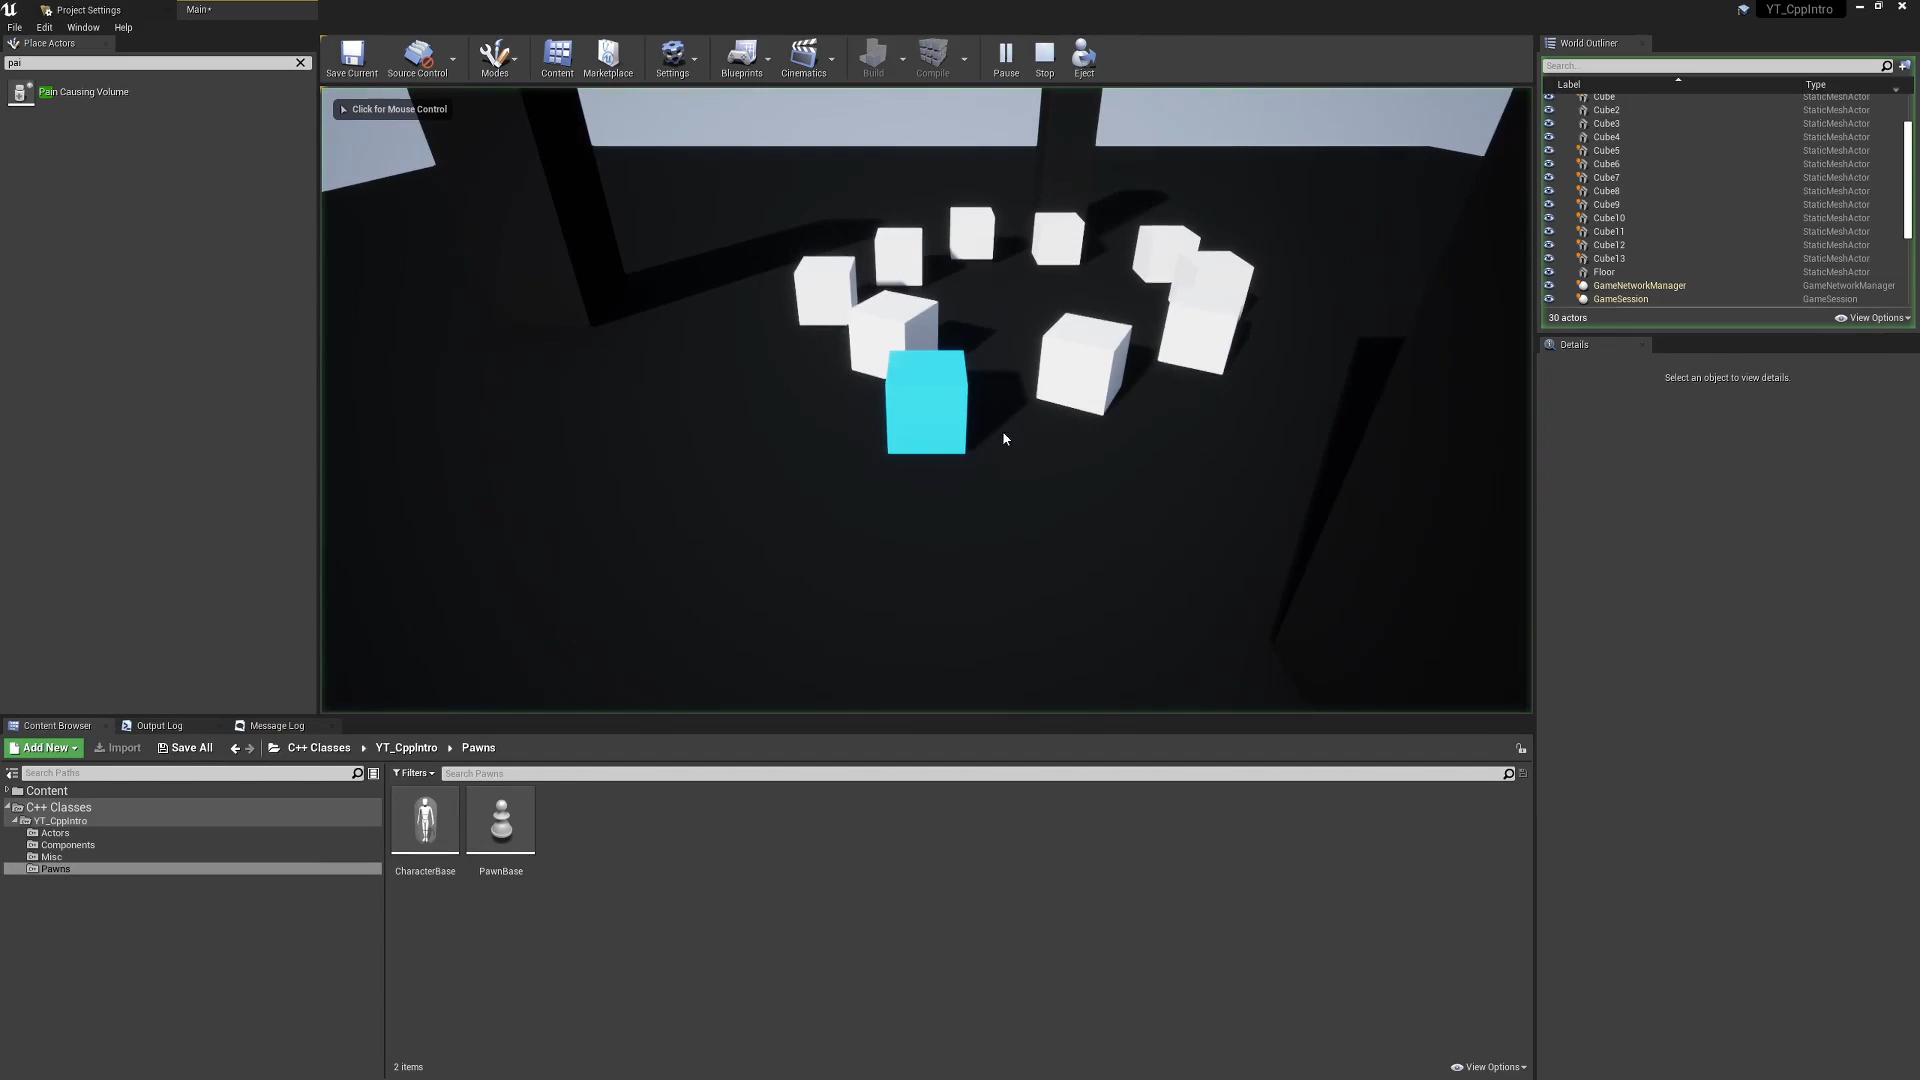 Project Settings
Main*
YT_CppIntro
File Edit Window Help
Place Actors
pai
Pain Causing Volume
Save Current
Source Control
Modes
Content
Marketplace
Settings
Blueprints
Cinematics
Build
Compile
Pause
Stop
Eject
Click for Mouse Control
World Outliner
Search...
Label Type
Cube StaticMeshActor
Cube2 StaticMeshActor
Cube3 StaticMeshActor
Cube4 StaticMeshActor
Cube5 StaticMeshActor
Cube6 StaticMeshActor
Cube7 StaticMeshActor
Cube8 StaticMeshActor
Cube9 StaticMeshActor
Cube10 StaticMeshActor
Cube11 StaticMeshActor
Cube12 StaticMeshActor
Cube13 StaticMeshActor
Floor StaticMeshActor
GameNetworkManager GameNetworkManager
GameSession GameSession
30 actors View Options
Details
Select an object to view details.
Content Browser Output Log Message Log
Add New Import Save All C++ Classes YT_CppIntro Pawns
Search Paths
Filters Search Pawns
Content
C++ Classes
YT_CppIntro
Actors
Components
Misc
Pawns
CharacterBase
PawnBase
2 items
View Options